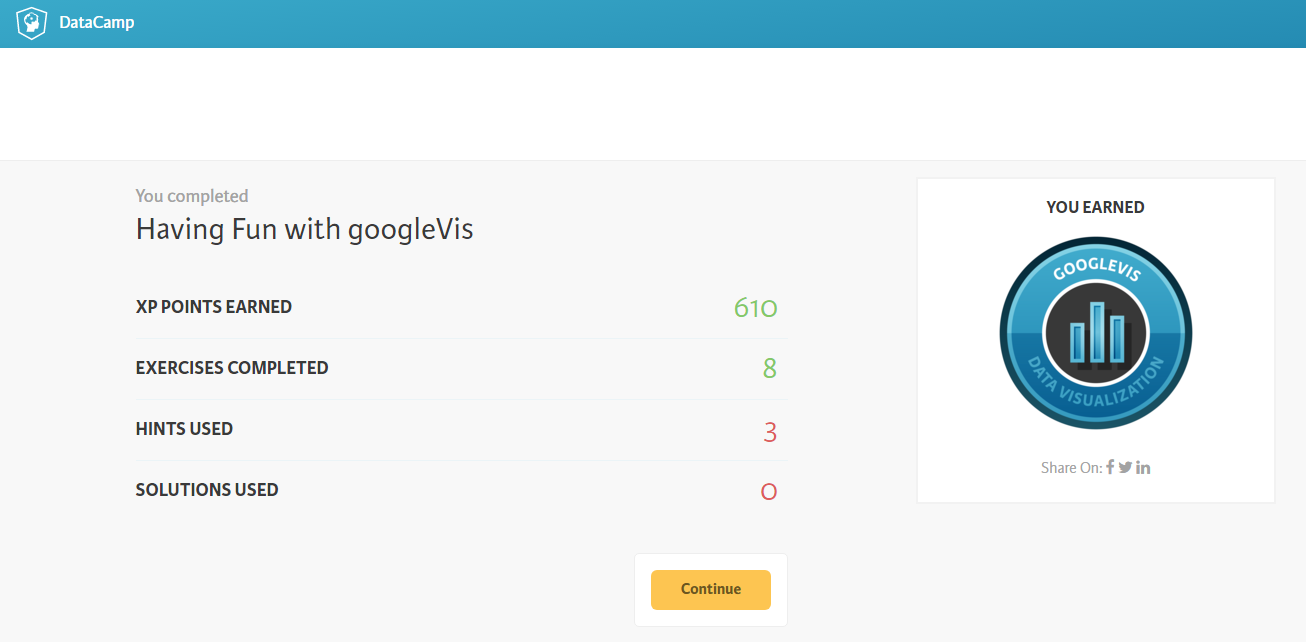 DataCamp
You completed
Having Fun with googleVis
XP POINTS EARNED 610
EXERCISES COMPLETED 8
HINTS USED 3
SOLUTIONS USED 0
Continue
YOU EARNED
GOOGLEVIS
DATA VISUALIZATION
Share On: